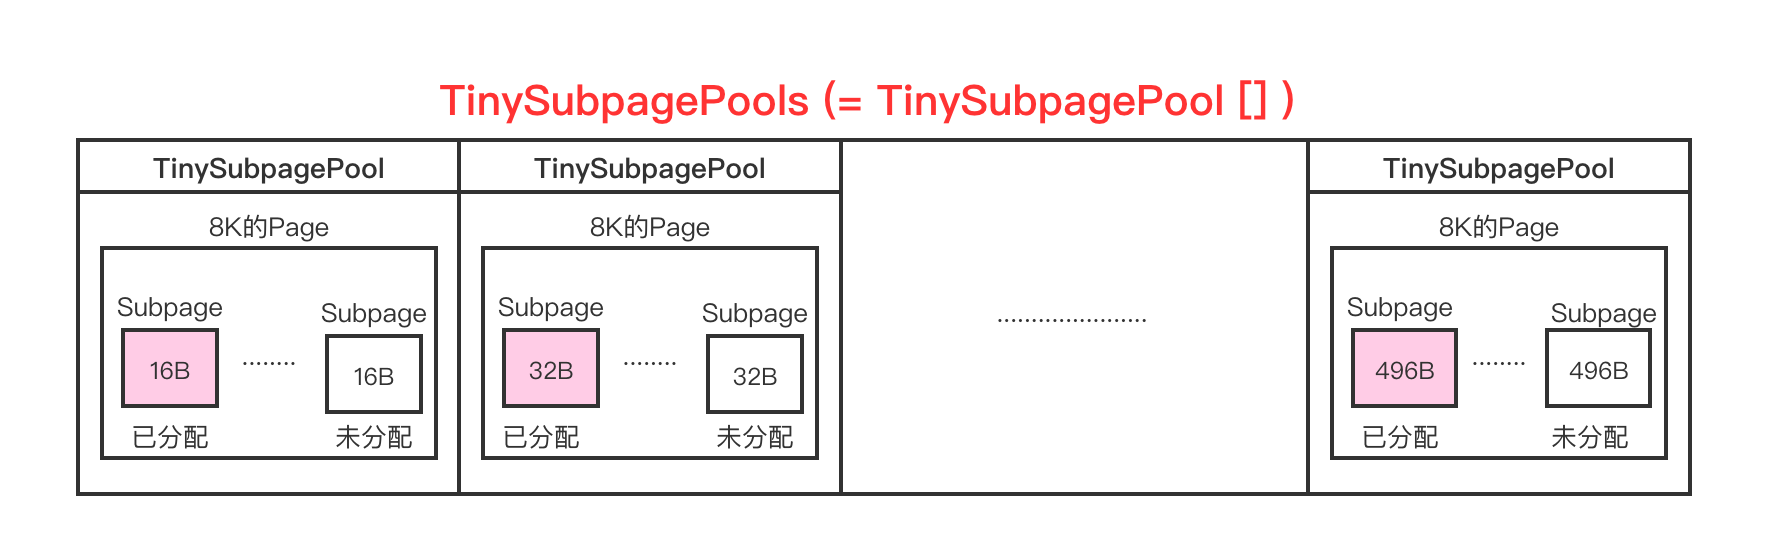 TinySubpagePools (= TinySubpagePool [] )
TinySubpagePool
TinySubpagePool
TinySubpagePool
8K的Page
8K的Page
8K的Page
Subpage
Subpage
Subpage
Subpage
Subpage
Subpage
16B
........
16B
32B
........
32B
......................
496B
........
496B
已分配
未分配
已分配
未分配
已分配
未分配